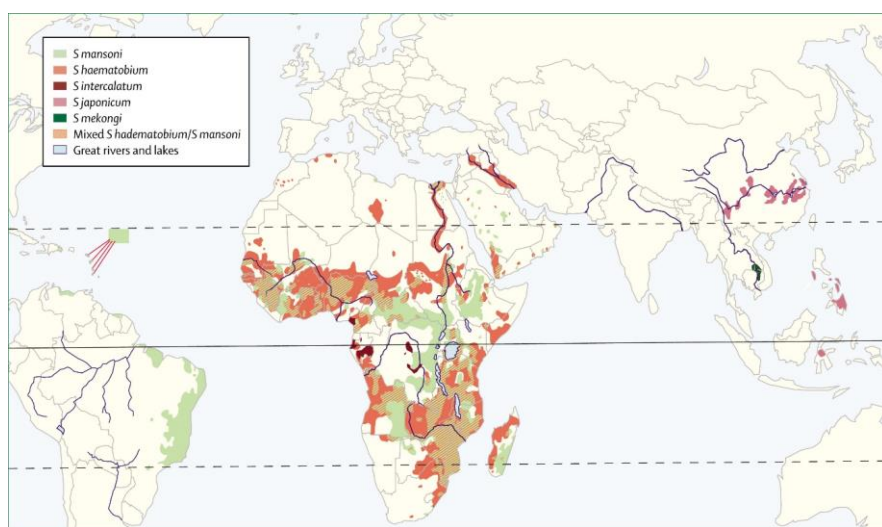 S mansoni
S haematobium
S intercalatum
S japonicum
S mekongi
Mixed S hadematobium/S mansoni
Great rivers and lakes